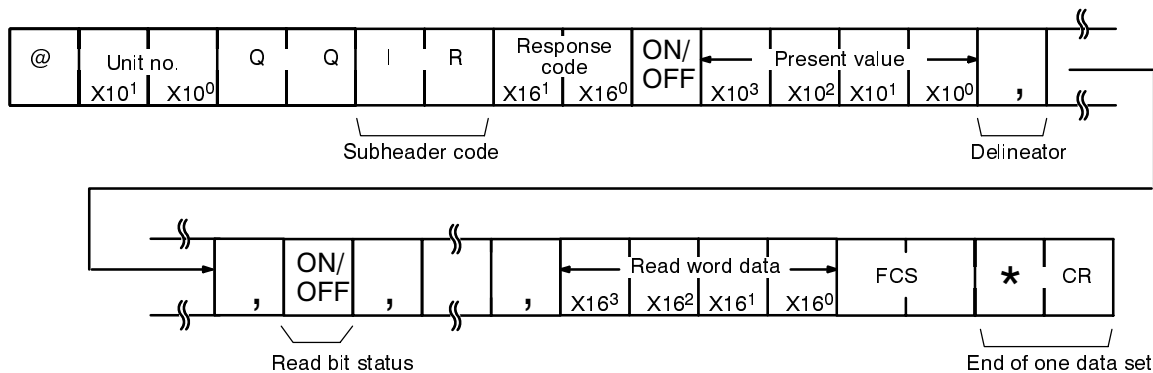 @ Unit no. Q Q I R Response code ON/OFF Present value ,
X10¹ X10⁰ X16¹ X16⁰ X10³ X10² X10¹ X10⁰
Subheader code Delineator
, ON/OFF , , Read word data FCS * CR
X16³ X16² X16¹ X16⁰
Read bit status End of one data set